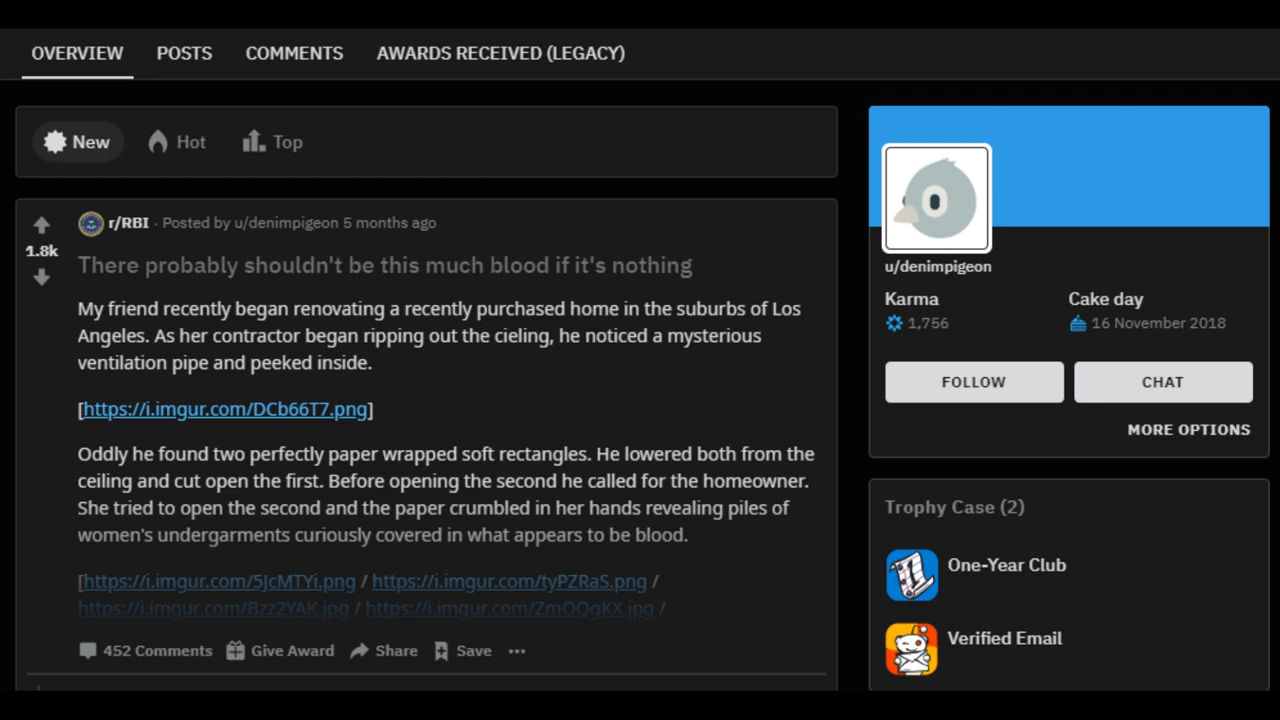 OVERVIEW POSTS COMMENTS AWARDS RECEIVED (LEGACY)
New Hot Top
r/RBI · Posted by u/denimpigeon 5 months ago
1.8k
There probably shouldn't be this much blood if it's nothing
My friend recently began renovating a recently purchased home in the suburbs of Los
Angeles. As her contractor began ripping out the cieling, he noticed a mysterious
ventilation pipe and peeked inside.
[https://i.imgur.com/DCb66T7.png]
Oddly he found two perfectly paper wrapped soft rectangles. He lowered both from the
ceiling and cut open the first. Before opening the second he called for the homeowner.
She tried to open the second and the paper crumbled in her hands revealing piles of
women's undergarments curiously covered in what appears to be blood.
[https://i.imgur.com/5JcMTYi.png / https://i.imgur.com/tyPZRaS.png /
https://i.imgur.com/Bzz2YAK.jpg / https://i.imgur.com/ZmOQgKX.jpg /
452 Comments Give Award Share Save ...
u/denimpigeon
Karma Cake day
1,756 16 November 2018
FOLLOW CHAT
MORE OPTIONS
Trophy Case (2)
One-Year Club
Verified Email